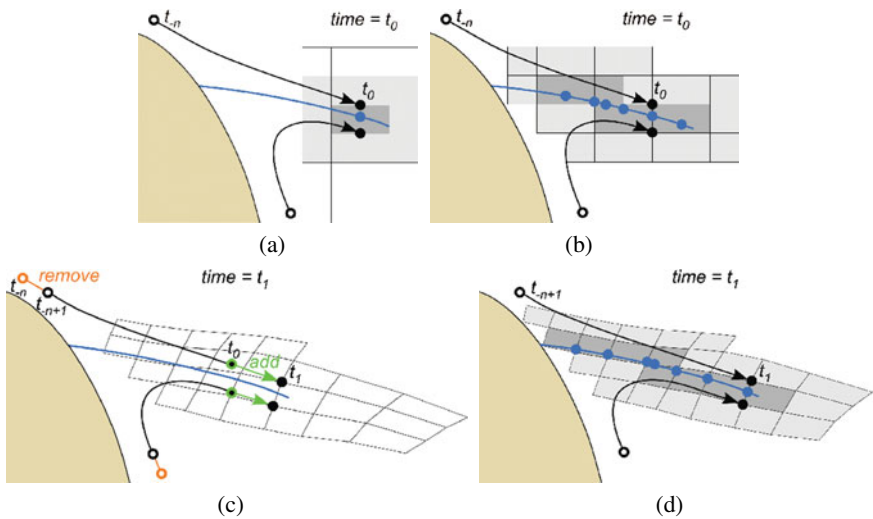 t₋ₙ time = t₀
t₀
(a)
t₋ₙ time = t₀
t₀
(b)
remove time = t₁
t₋ₙ
t₋ₙ₊₁
t₀ add
t₁
(c)
t₋ₙ₊₁ time = t₁
t₁
(d)